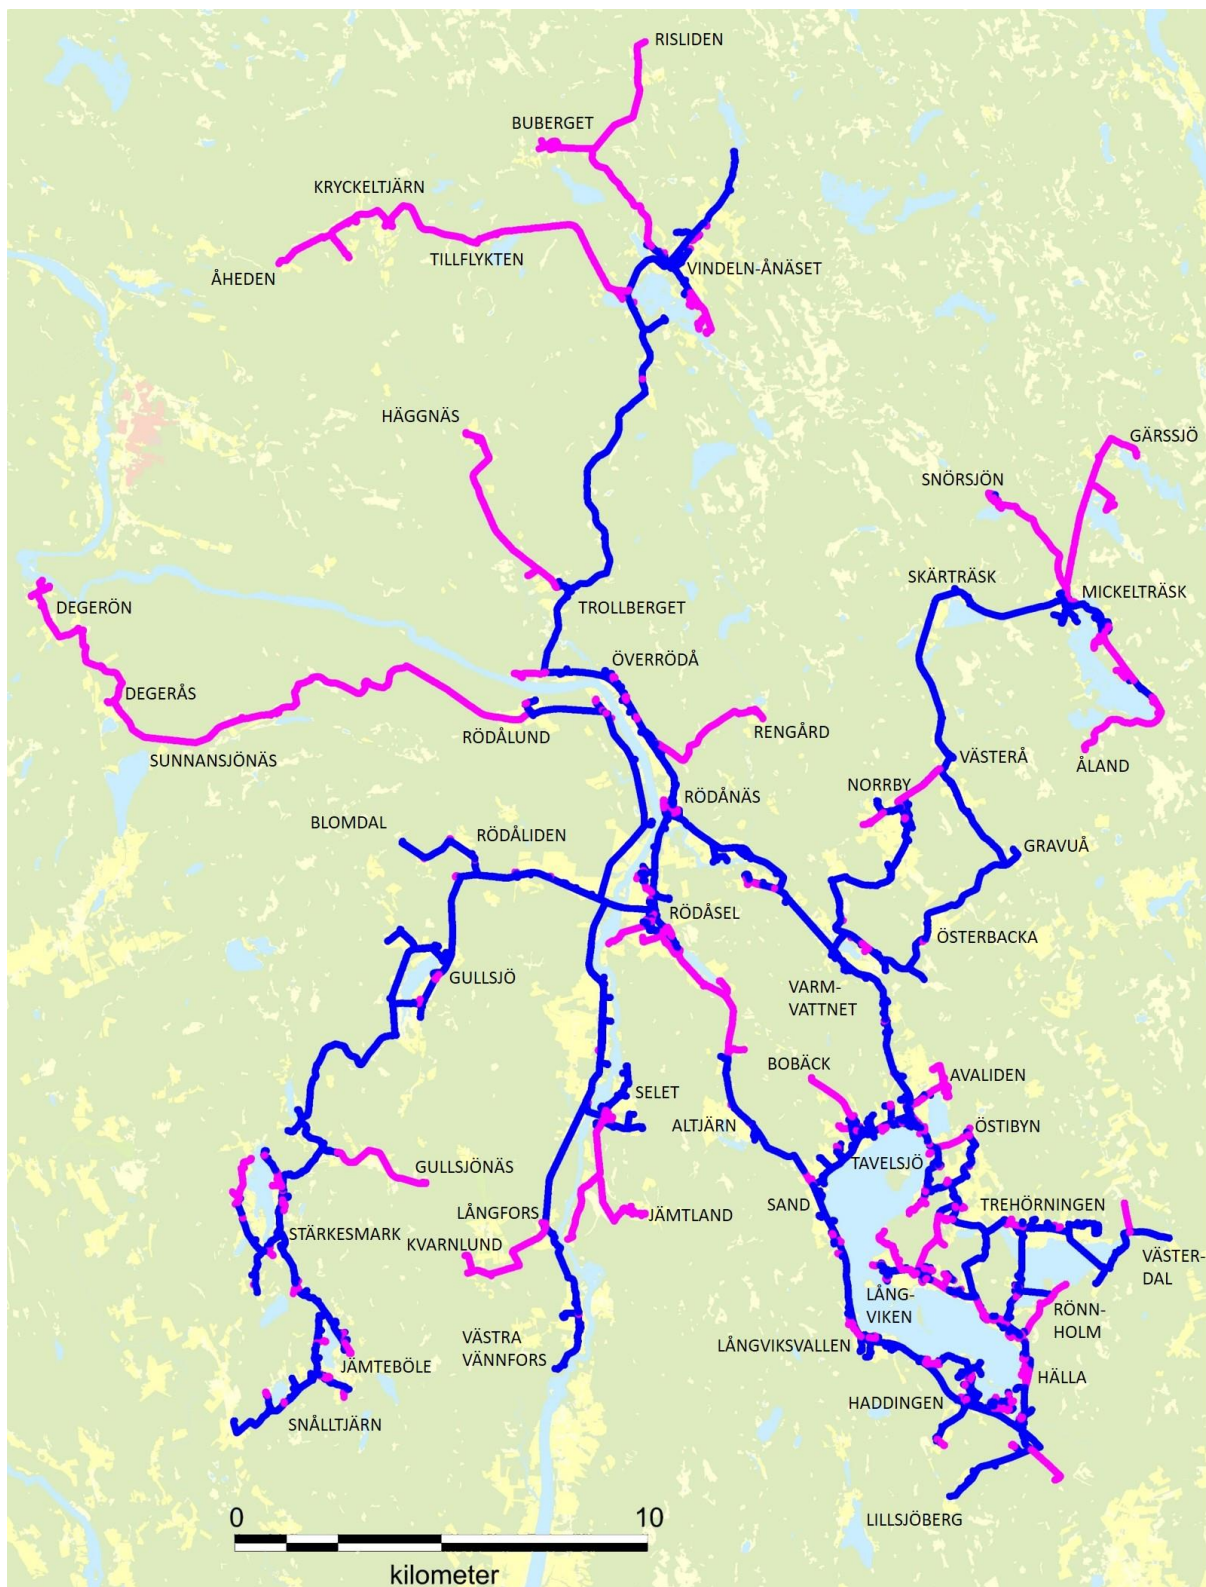 RISLIDEN
BUBERGET
KRYCKELTJÄRN
TILLFLYKTEN
ÅHEDEN
VINDELN-ÅNÄSET
HÄGGNÄS
GÄRSSJÖ
SNÖRSJÖN
SKÄRTRÄSK
MICKELTRÄSK
DEGERÖN
TROLLBERGET
ÖVERRÖDÅ
DEGERÅS
RÖDÅLUND
RENGÅRD
SUNNANSJÖNÄS
VÄSTERÅ
ÅLAND
NORRBY
RÖDÅNÄS
BLOMDAL
RÖDÅLIDEN
GRAVUÅ
RÖDÅSEL
ÖSTERBACKA
GULLSJÖ
VARM-
VATTNET
BOBÄCK
AVALIDEN
SELET
ALTJÄRN
ÖSTIBYN
TAVELSJÖ
GULLSJÖNÄS
SAND
TREHÖRNINGEN
LÅNGFORS
JÄMTLAND
STÄRKESMARK
KVARNLUND
VÄSTER-
DAL
LÅNG-
VIKEN
RÖNN-
HOLM
VÄSTRA
VÄNNFORS
LÅNGVIKSVALLEN
JÄMTEBÖLE
HÄLLA
HADDINGEN
SNÅLLTJÄRN
LILLSJÖBERG
0 10
kilometer